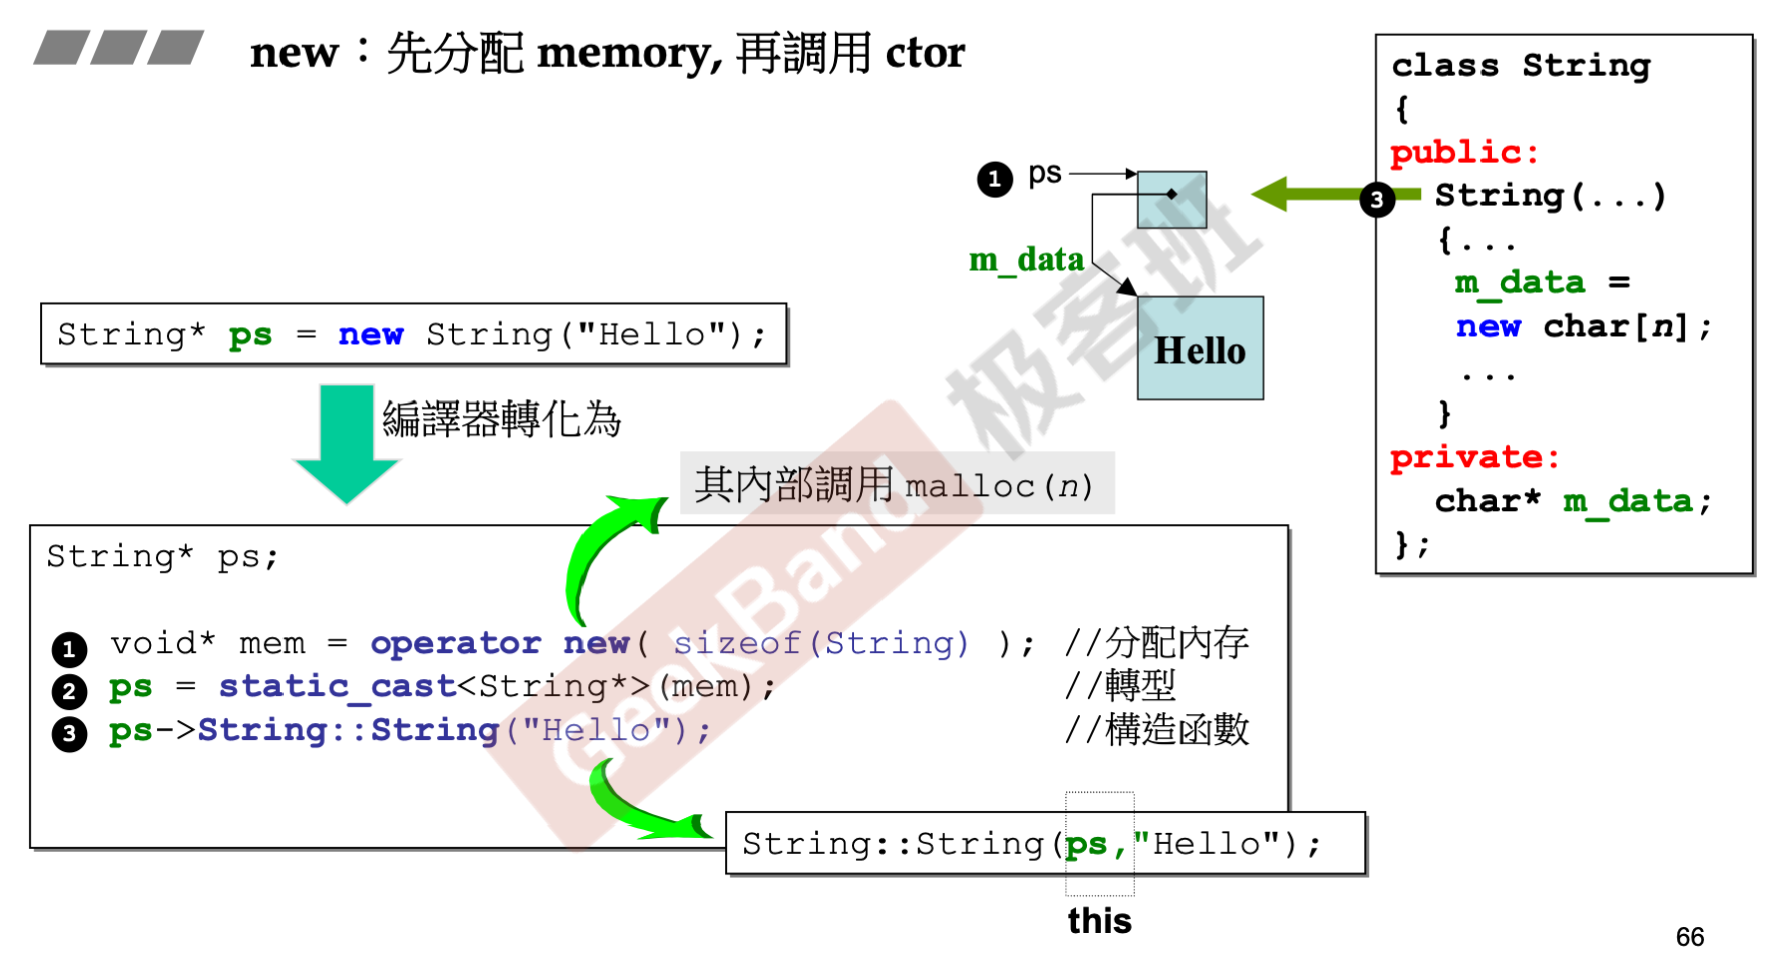 new：先分配 memory, 再調用 ctor
class String
{
public:
String(...)
{...
m_data =
new char[n];
...
}
private:
char* m_data;
};
1 ps
3
m_data
Hello
String* ps = new String("Hello");
編譯器轉化為
其內部調用 malloc(n)
String* ps;
1 void* mem = operator new( sizeof(String) ); //分配內存
2 ps = static_cast<String*>(mem); //轉型
3 ps->String::String("Hello"); //構造函數
String::String(ps,"Hello");
this
GeekBand 极客班
66